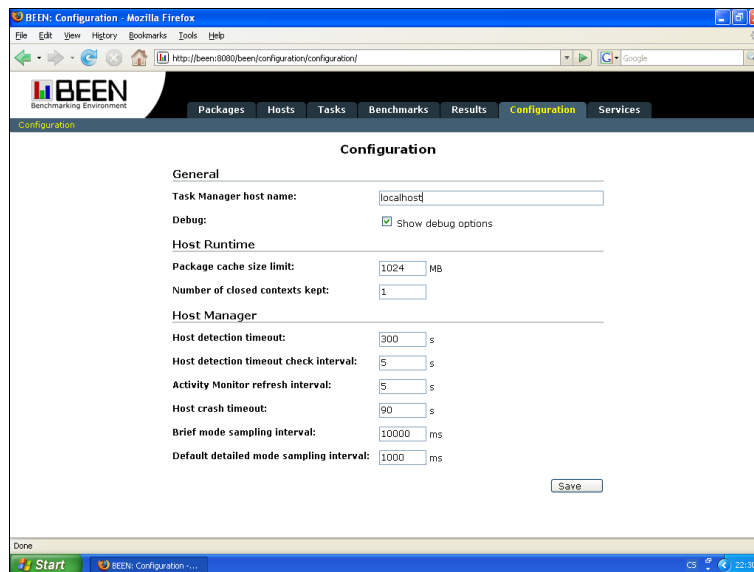 BEEN: Configuration - Mozilla Firefox
File Edit View History Bookmarks Tools Help
http://been:8080/been/configuration/configuration/
G Google
BEEN
Benchmarking Environment
Packages Hosts Tasks Benchmarks Results Configuration Services
Configuration
Configuration
General
Task Manager host name: localhost
Debug: Show debug options
Host Runtime
Package cache size limit: 1024 MB
Number of closed contexts kept: 1
Host Manager
Host detection timeout: 300 s
Host detection timeout check interval: 5 s
Activity Monitor refresh interval: 5 s
Host crash timeout: 90 s
Brief mode sampling interval: 10000 ms
Default detailed mode sampling interval: 1000 ms
Save
Done
Start BEEN: Configuration -... CS